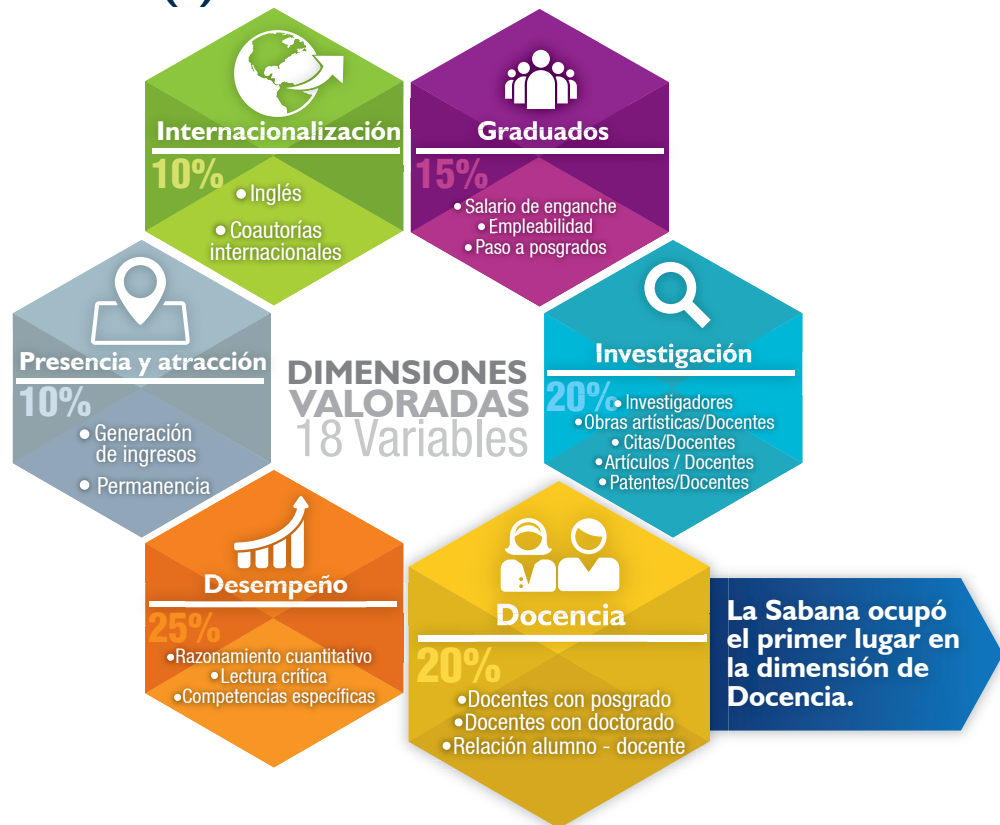 Internacionalización
10%
• Inglés
• Coautorías
internacionales
Graduados
15%
• Salario de enganche
• Empleabilidad
• Paso a posgrados
Presencia y atracción
10%
• Generación
de ingresos
• Permanencia
DIMENSIONES
VALORADAS
18 Variables
Investigación
20%
• Investigadores
• Obras artísticas/Docentes
• Citas/Docentes
• Artículos / Docentes
• Patentes/Docentes
Desempeño
25%
• Razonamiento cuantitativo
• Lectura crítica
• Competencias específicas
Docencia
20%
• Docentes con posgrado
• Docentes con doctorado
• Relación alumno - docente
La Sabana ocupó
el primer lugar en
la dimensión de
Docencia.